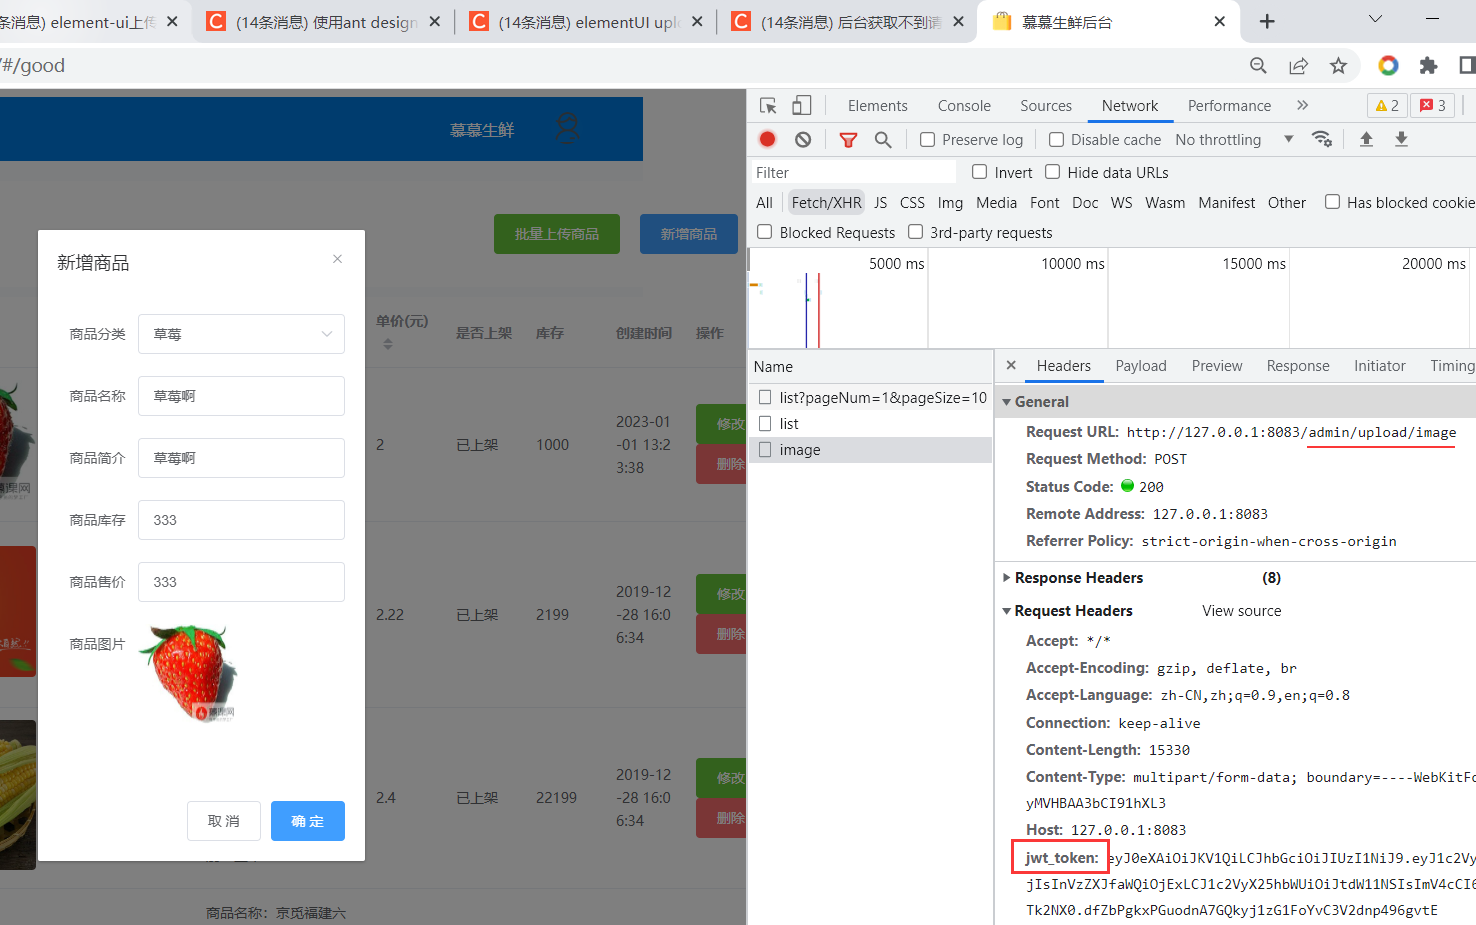 条消息) element-ui上传
(14条消息) 使用ant design
(14条消息) elementUI uplo
(14条消息) 后台获取不到请
慕慕生鲜后台
/#/good
慕慕生鲜
批量上传商品
新增商品
单价(元)
是否上架
库存
创建时间
操作
2
已上架
1000
2023-01
-01 13:2
3:38
修改
删除
2.22
已上架
2199
2019-12
-28 16:0
6:34
修改
删除
2.4
已上架
22199
2019-12
-28 16:0
6:34
修改
删除
商品名称：京觅福建六
新增商品
商品分类
草莓
商品名称
草莓啊
商品简介
草莓啊
商品库存
333
商品售价
333
商品图片
取 消
确 定
Elements
Console
Sources
Network
Performance
2
3
Preserve log
Disable cache
No throttling
Filter
Invert
Hide data URLs
All
Fetch/XHR
JS
CSS
Img
Media
Font
Doc
WS
Wasm
Manifest
Other
Has blocked cookie
Blocked Requests
3rd-party requests
5000 ms
10000 ms
15000 ms
20000 ms
Name
list?pageNum=1&pageSize=10
list
image
Headers
Payload
Preview
Response
Initiator
Timing
General
Request URL: http://127.0.0.1:8083/admin/upload/image
Request Method: POST
Status Code: 200
Remote Address: 127.0.0.1:8083
Referrer Policy: strict-origin-when-cross-origin
Response Headers (8)
Request Headers View source
Accept: */*
Accept-Encoding: gzip, deflate, br
Accept-Language: zh-CN,zh;q=0.9,en;q=0.8
Connection: keep-alive
Content-Length: 15330
Content-Type: multipart/form-data; boundary=----WebKitFo
yMVHBAA3bCI91hXL3
Host: 127.0.0.1:8083
jwt_token: eyJ0eXAiOiJKV1QiLCJhbGciOiJIUzI1NiJ9.eyJ1c2Vy
jIsInVzZXJfaWQiOjExLCJ1c2VyX25hbWUiOiJtdW11NSIsImV4cCI6
Tk2NX0.dfZbPgkxPGuodnA7GQkyj1zG1FoYvC3V2dnp496gvtE